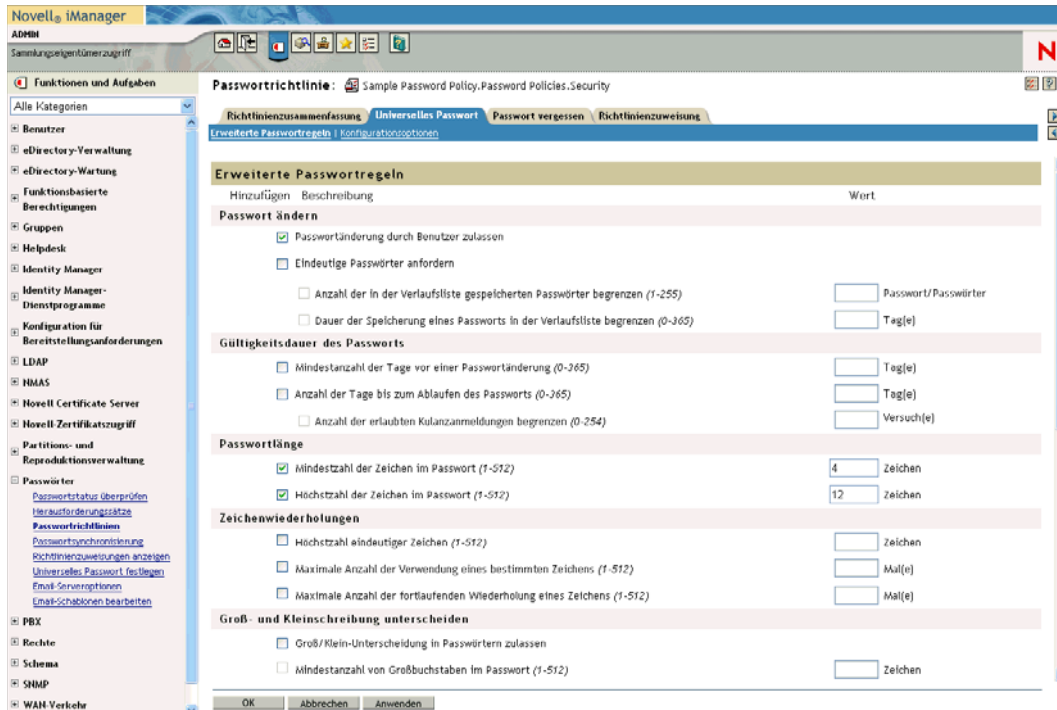 Novell® iManager
ADMIN
Sammlungseigentümerzugriff
N
Funktionen und Aufgaben
Alle Kategorien
Benutzer
eDirectory-Verwaltung
eDirectory-Wartung
Funktionsbasierte
Berechtigungen
Gruppen
Helpdesk
Identity Manager
Identity Manager-
Dienstprogramme
Konfiguration für
Bereitstellungsanforderungen
LDAP
NMAS
Novell Certificate Server
Novell-Zertifikatszugriff
Partitions- und
Reproduktionsverwaltung
Passwörter
Passwortstatus überprüfen
Herausforderungssätze
Passwortrichtlinien
Passwortsynchronisierung
Richtlinienzuweisungen anzeigen
Universelles Passwort festlegen
Email-Serveroptionen
Email-Schablonen bearbeiten
PBX
Rechte
Schema
SNMP
WAN-Verkehr
Passwortrichtlinie: Sample Password Policy.Password Policies.Security
Richtlinienzusammenfassung Universelles Passwort Passwort vergessen Richtlinienzuweisung
Erweiterte Passwortregeln | Konfigurationsoptionen
Erweiterte Passwortregeln
Hinzufügen Beschreibung Wert
Passwort ändern
Passwortänderung durch Benutzer zulassen
Eindeutige Passwörter anfordern
Anzahl der in der Verlaufsliste gespeicherten Passwörter begrenzen (1-255) Passwort/Passwörter
Dauer der Speicherung eines Passworts in der Verlaufsliste begrenzen (0-365) Tag(e)
Gültigkeitsdauer des Passworts
Mindestanzahl der Tage vor einer Passwortänderung (0-365) Tag(e)
Anzahl der Tage bis zum Ablaufen des Passworts (0-365) Tag(e)
Anzahl der erlaubten Kulanzanmeldungen begrenzen (0-254) Versuch(e)
Passwortlänge
Mindestzahl der Zeichen im Passwort (1-512) 4 Zeichen
Höchstzahl der Zeichen im Passwort (1-512) 12 Zeichen
Zeichenwiederholungen
Höchstzahl eindeutiger Zeichen (1-512) Zeichen
Maximale Anzahl der Verwendung eines bestimmten Zeichens (1-512) Mal(e)
Maximale Anzahl der fortlaufenden Wiederholung eines Zeichens (1-512) Mal(e)
Groß- und Kleinschreibung unterscheiden
Groß/Klein-Unterscheidung in Passwörtern zulassen
Mindestanzahl von Großbuchstaben im Passwort (1-512) Zeichen
OK Abbrechen Anwenden